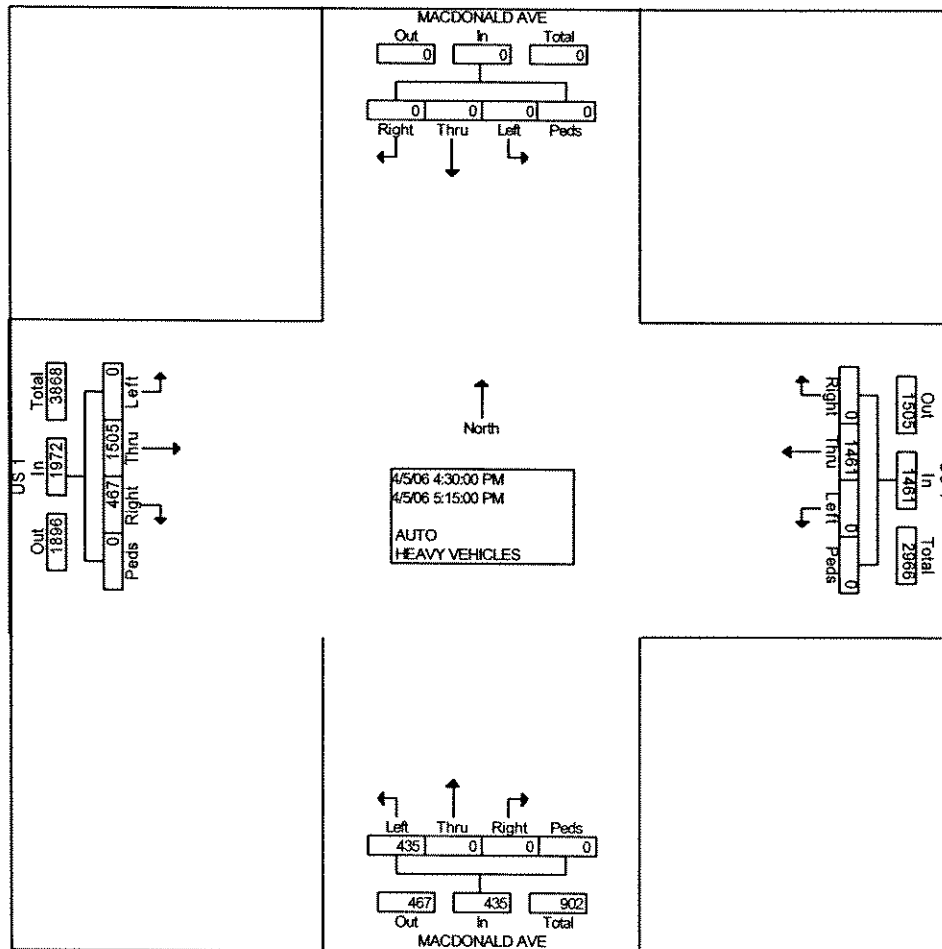 MACDONALD AVE
Out In Total
0 0 0
0 0 0 0
Right Thru Left Peds
Total In Out
3868 1972 1896
US 1
0 1505 467 0
Left Thru Right Peds
North
4/5/06 4:30:00 PM
4/5/06 5:15:00 PM
AUTO
HEAVY VEHICLES
Right Thru Left Peds
0 1461 0 0
Out In Total
1505 1461 2966
Left Thru Right Peds
435 0 0 0
467 435 902
Out In Total
MACDONALD AVE